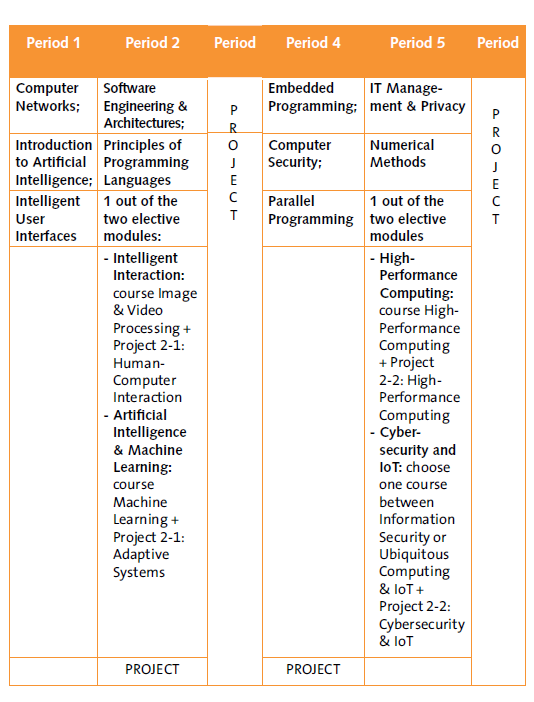 Period 1
Period 2
Period
Period 4
Period 5
Period
Computer
Networks;
Software
Engineering &
Architectures;
P
R
O
J
E
C
T
Embedded
Programming;
IT Manage-
ment & Privacy
P
R
O
J
E
C
T
Introduction
to Artificial
Intelligence;
Principles of
Programming
Languages
Computer
Security;
Numerical
Methods
Intelligent
User
Interfaces
1 out of the
two elective
modules:
Parallel
Programming
1 out of the
two elective
modules
- Intelligent
Interaction:
course Image
& Video
Processing +
Project 2-1:
Human-
Computer
Interaction
- Artificial
Intelligence
& Machine
Learning:
course
Machine
Learning +
Project 2-1:
Adaptive
Systems
- High-
Performance
Computing:
course High-
Performance
Computing
+ Project
2-2: High-
Performance
Computing
- Cyber-
security and
IoT: choose
one course
between
Information
Security or
Ubiquitous
Computing
& IoT +
Project 2-2:
Cybersecurity
& IoT
PROJECT
PROJECT